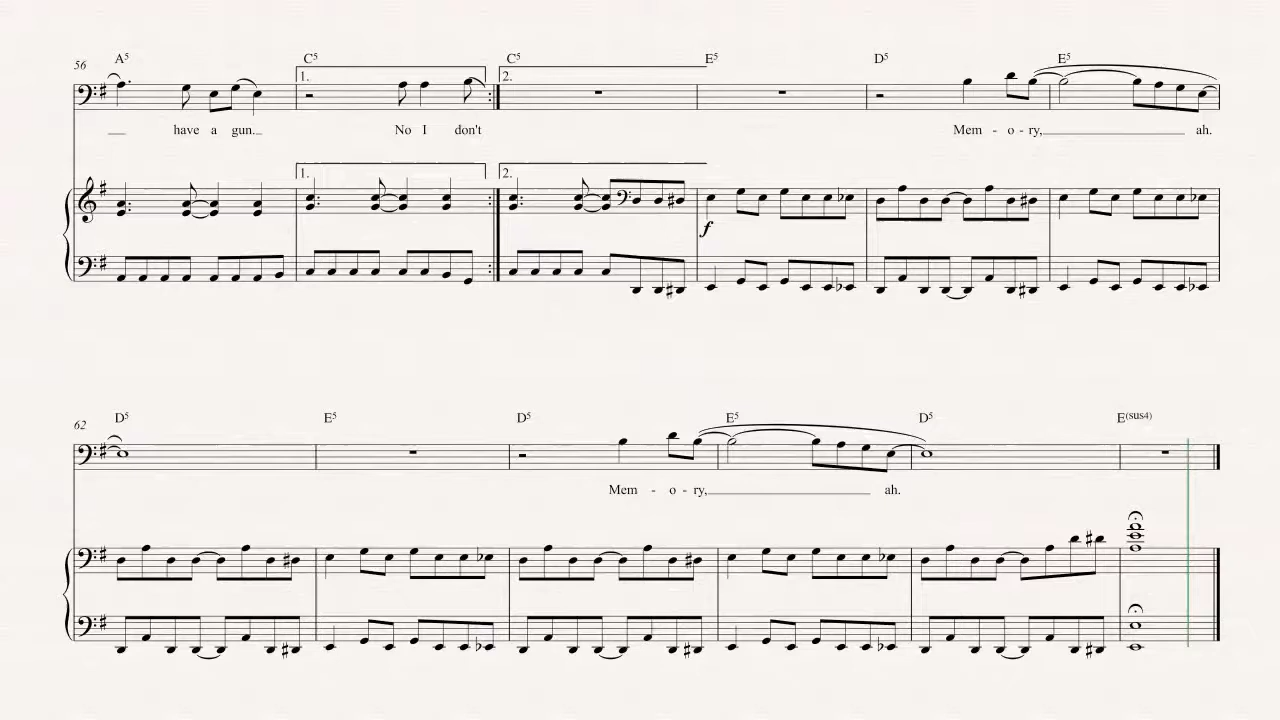 56 A5 C5 C5 E5 D5 E5
1. 2.
have a gun. No I don't Mem - o - ry, ah.
1. 2.
f
62 D5 E5 D5 E5 D5 E(sus4)
Mem - o - ry, ah.